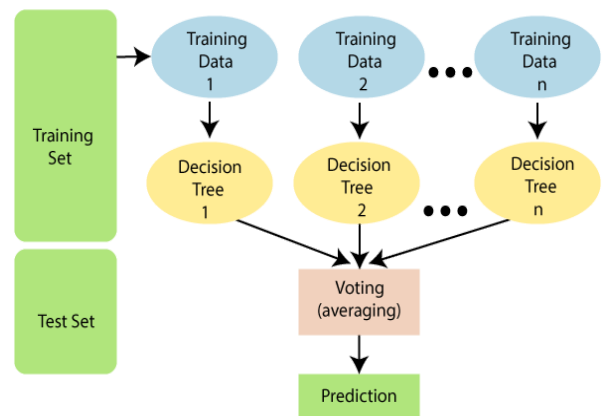 Training
Set
Test Set
Training
Data
1
Training
Data
2
Training
Data
n
Decision
Tree
1
Decision
Tree
2
Decision
Tree
n
Voting
(averaging)
Prediction